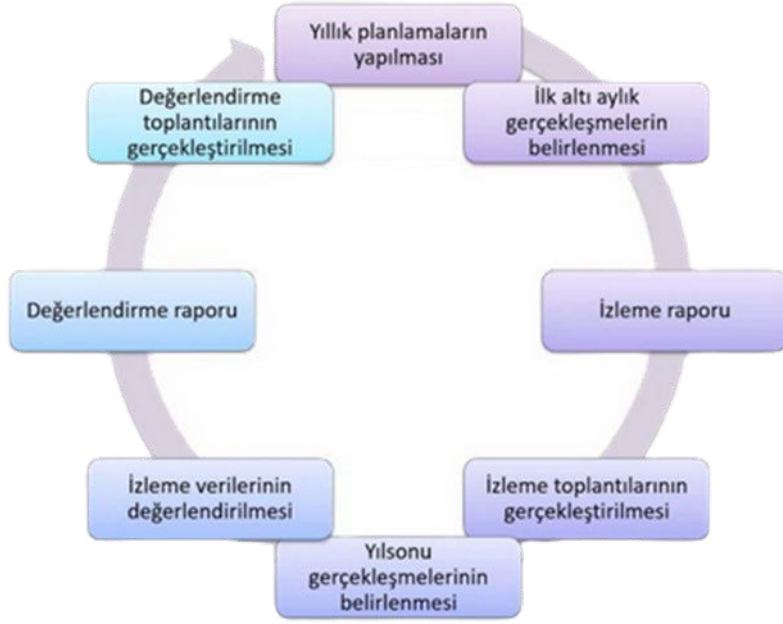 Yıllık planlamaların
yapılması
İlk altı aylık
gerçekleşmelerin
belirlenmesi
İzleme raporu
İzleme toplantılarının
gerçekleştirilmesi
Yılsonu
gerçekleşmelerinin
belirlenmesi
İzleme verilerinin
değerlendirilmesi
Değerlendirme raporu
Değerlendirme
toplantılarının
gerçekleştirilmesi